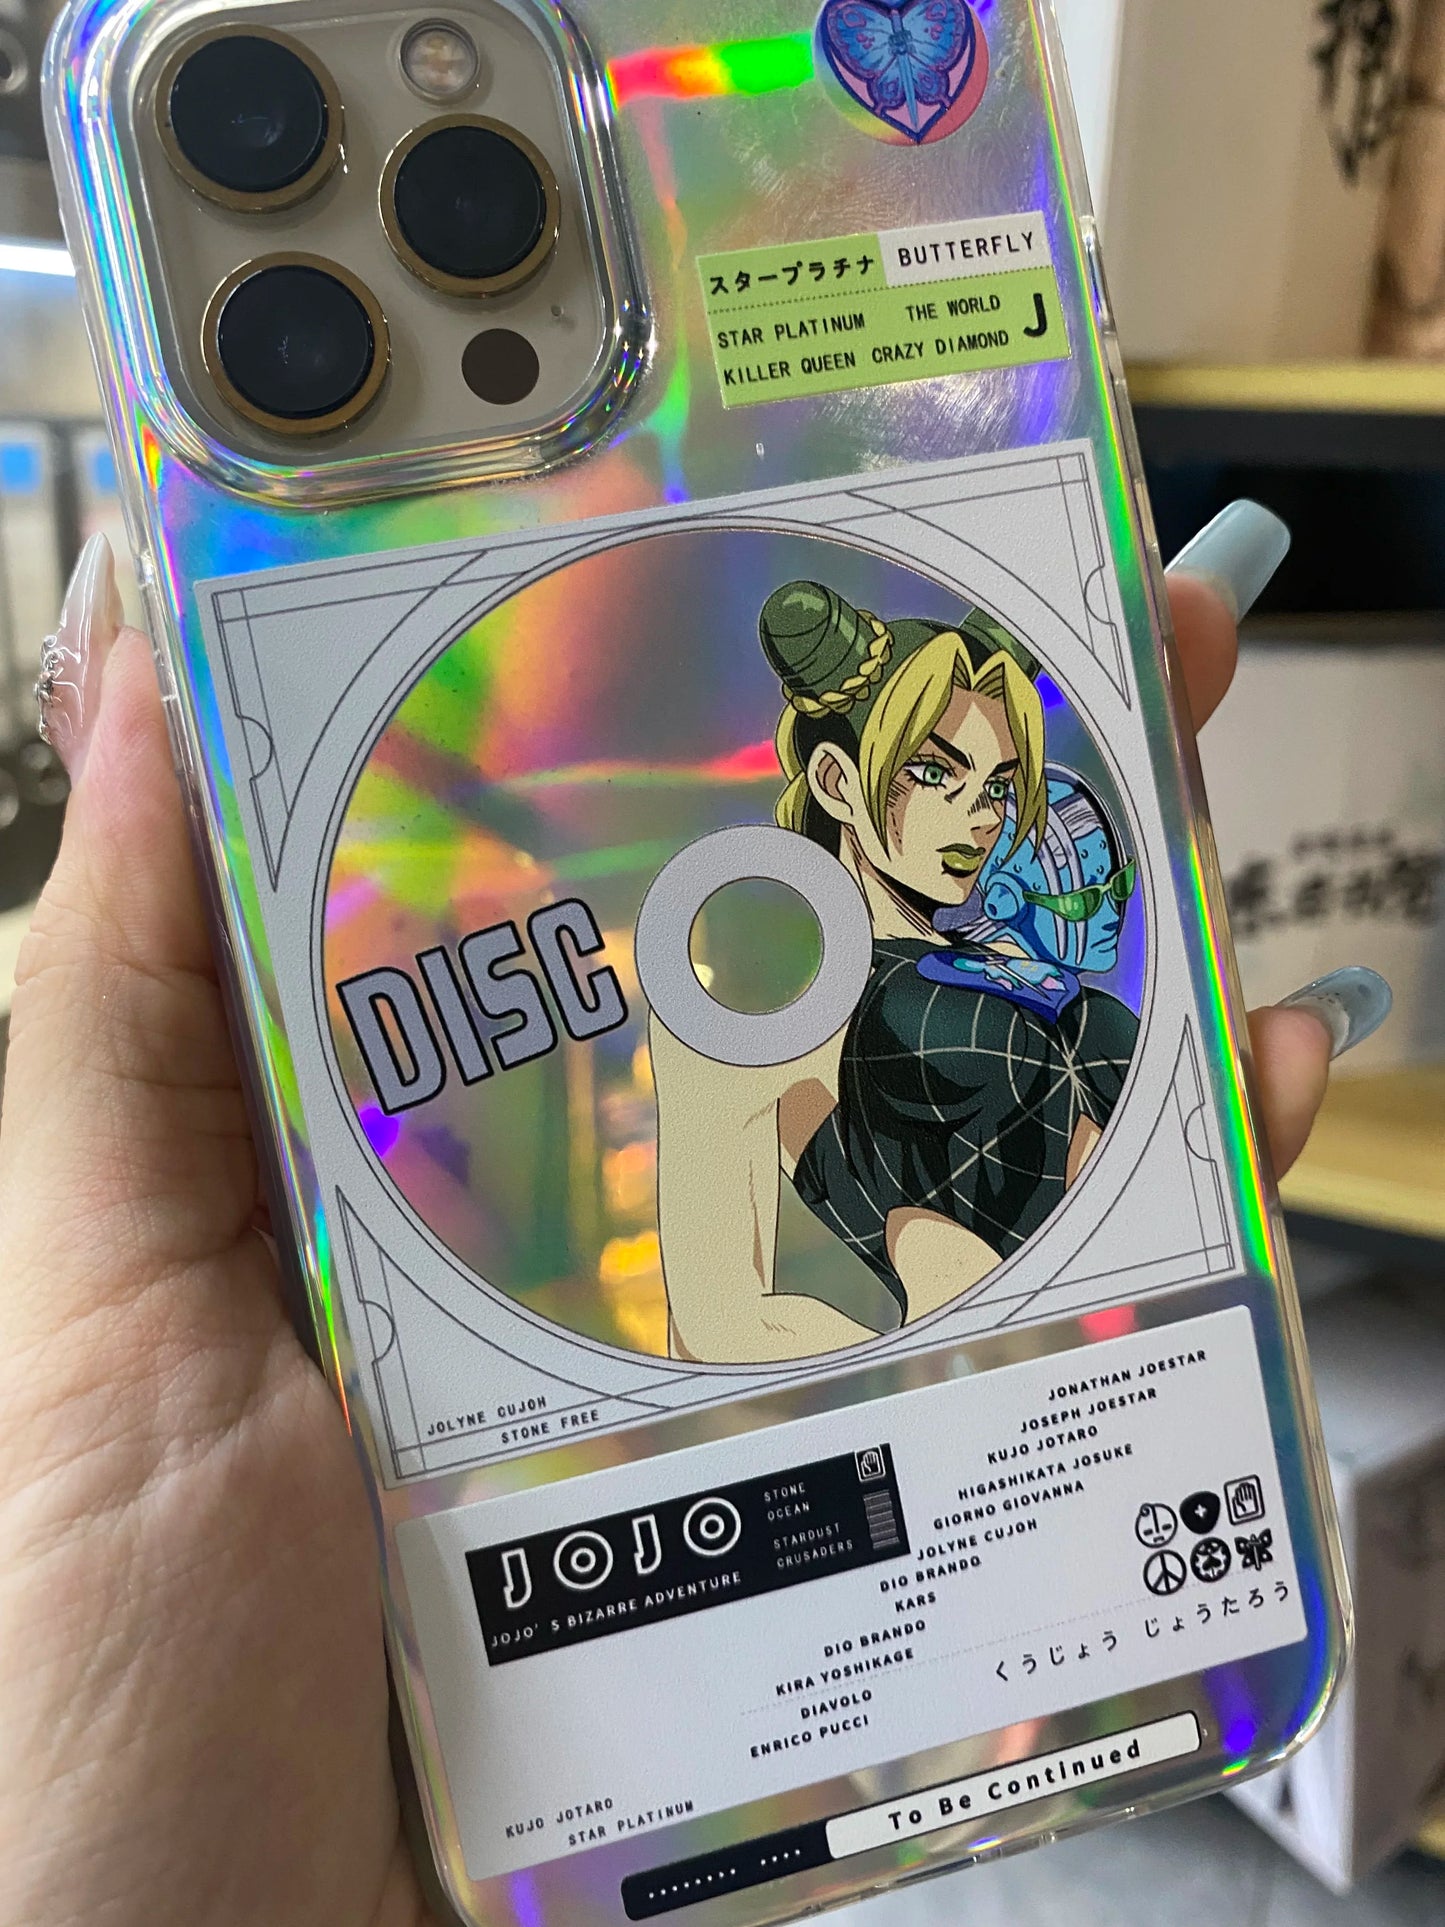 スタープラチナ BUTTERFLY
STAR PLATINUM THE WORLD J
KILLER QUEEN CRAZY DIAMOND
DISC
JOLYNE CUJOH
STONE FREE
JOJO
JOJO'S BIZARRE ADVENTURE
STONE
OCEAN
STARDUST
CRUSADERS
JONATHAN JOESTAR
JOSEPH JOESTAR
KUJO JOTARO
HIGASHIKATA JOSUKE
GIORNO GIOVANNA
JOLYNE CUJOH
DIO BRANDO
KARS
DIO BRANDO
KIRA YOSHIKAGE
DIAVOLO
ENRICO PUCCI
くうじょう じょうたろう
KUJO JOTARO
STAR PLATINUM
To Be Continued